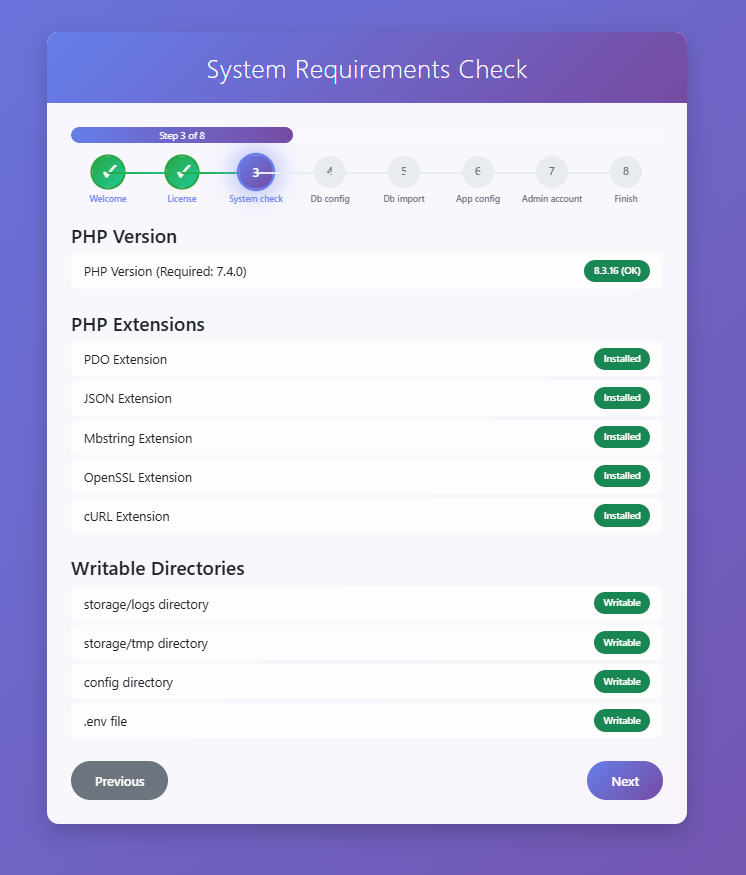 System Requirements Check
Step 3 of 8
3 4 5 6 7 8
Welcome License System check Db config Db import App config Admin account Finish
PHP Version
PHP Version (Required: 7.4.0) 8.3.16 (OK)
PHP Extensions
PDO Extension Installed
JSON Extension Installed
Mbstring Extension Installed
OpenSSL Extension Installed
cURL Extension Installed
Writable Directories
storage/logs directory Writable
storage/tmp directory Writable
config directory Writable
.env file Writable
Previous Next